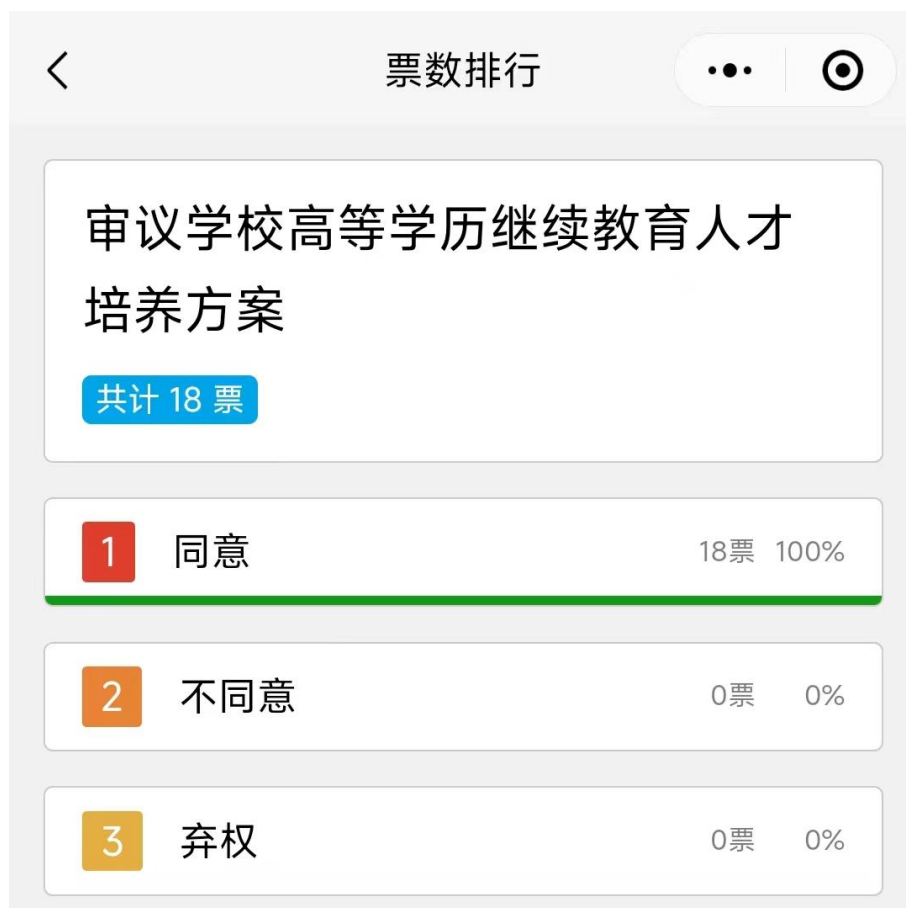 票数排行
审议学校高等学历继续教育人才
培养方案
共计 18 票
1 同意 18票 100%
2 不同意 0票 0%
3 弃权 0票 0%